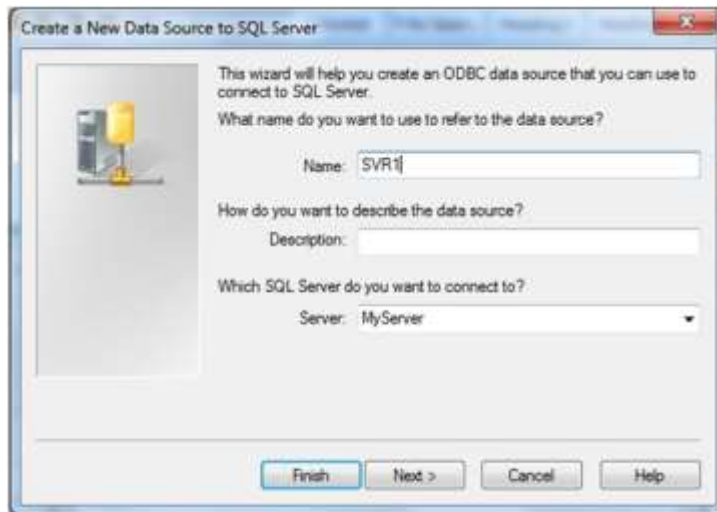 Create a New Data Source to SQL Server
This wizard will help you create an ODBC data source that you can use to
connect to SQL Server.
What name do you want to use to refer to the data source?
Name: SVR1
How do you want to describe the data source?
Description:
Which SQL Server do you want to connect to?
Server: MyServer
Finish Next > Cancel Help